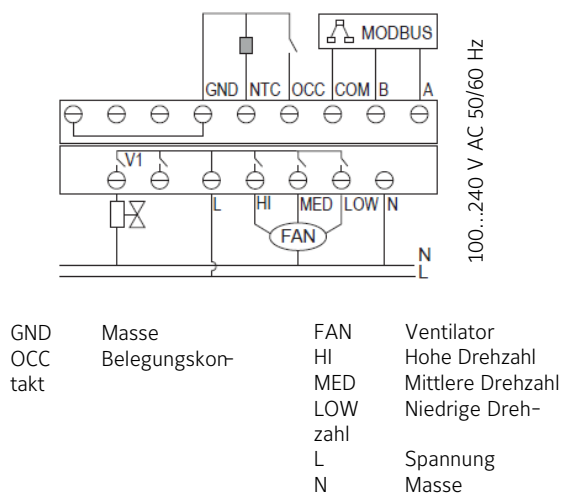 MODBUS
GND NTC OCC COM B A
100...240 V AC 50/60 Hz
V1
L HI MED LOW N
FAN
N
L
GND Masse
OCC Belegungskon-
takt
FAN Ventilator
HI Hohe Drehzahl
MED Mittlere Drehzahl
LOW Niedrige Dreh-
zahl
L Spannung
N Masse